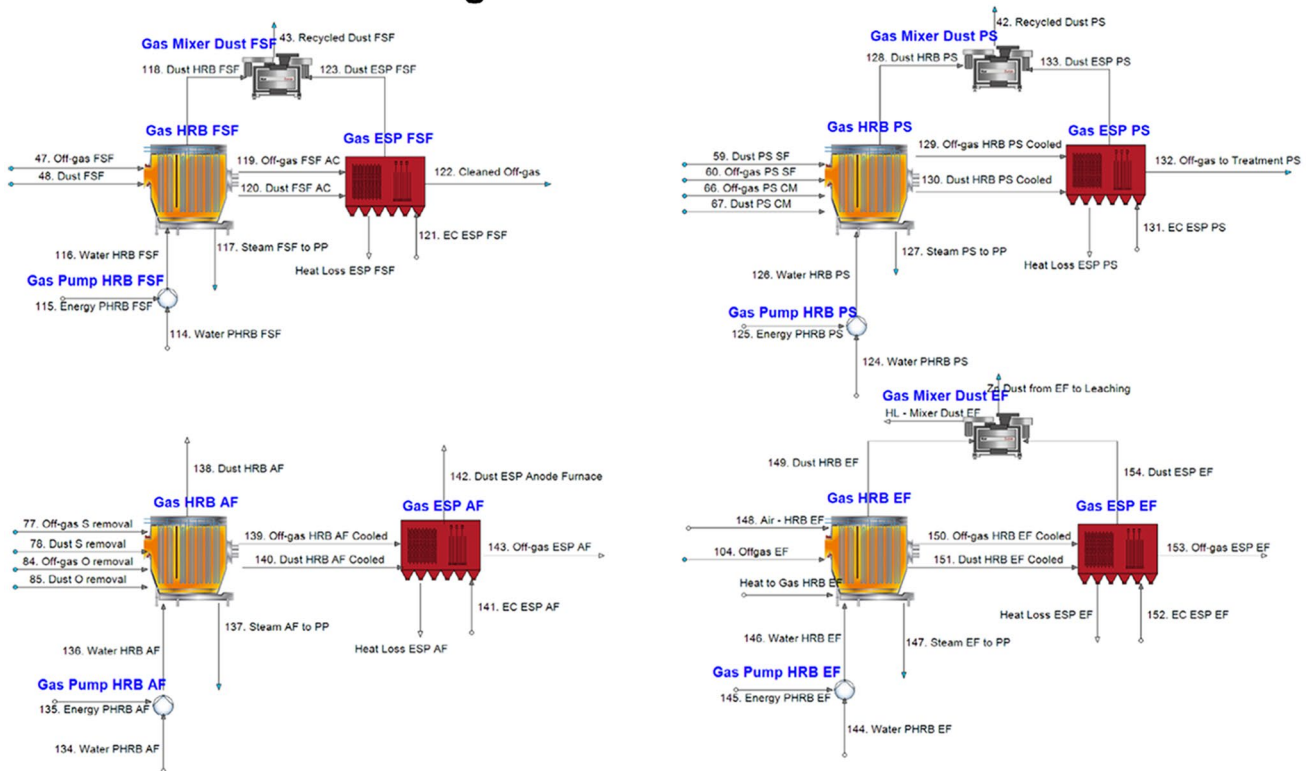 43. Recycled Dust FSF
Gas Mixer Dust FSF
118. Dust HRB FSF
123. Dust ESP FSF
Gas HRB FSF
Gas ESP FSF
47. Off-gas FSF
48. Dust FSF
119. Off-gas FSF AC
120. Dust FSF AC
122. Cleaned Off-gas
121. EC ESP FSF
116. Water HRB FSF
117. Steam FSF to PP
Heat Loss ESP FSF
Gas Pump HRB FSF
115. Energy PHRB FSF
114. Water PHRB FSF
42. Recycled Dust PS
Gas Mixer Dust PS
128. Dust HRB PS
133. Dust ESP PS
Gas HRB PS
Gas ESP PS
59. Dust PS SF
60. Off-gas PS SF
66. Off-gas PS CM
67. Dust PS CM
129. Off-gas HRB PS Cooled
130. Dust HRB PS Cooled
132. Off-gas to Treatment PS
131. EC ESP PS
127. Steam PS to PP
Heat Loss ESP PS
126. Water HRB PS
Gas Pump HRB PS
125. Energy PHRB PS
124. Water PHRB PS
138. Dust HRB AF
142. Dust ESP Anode Furnace
Gas HRB AF
Gas ESP AF
77. Off-gas S removal
78. Dust S removal
84. Off-gas O removal
85. Dust O removal
139. Off-gas HRB AF Cooled
140. Dust HRB AF Cooled
143. Off-gas ESP AF
141. EC ESP AF
137. Steam AF to PP
Heat Loss ESP AF
136. Water HRB AF
Gas Pump HRB AF
135. Energy PHRB AF
134. Water PHRB AF
Zn Dust from EF to Leaching
Gas Mixer Dust EF
HL - Mixer Dust EF
149. Dust HRB EF
154. Dust ESP EF
Gas HRB EF
Gas ESP EF
148. Air - HRB EF
104. Offgas EF
Heat to Gas HRB EF
150. Off-gas HRB EF Cooled
151. Dust HRB EF Cooled
153. Off-gas ESP EF
Heat Loss ESP EF
152. EC ESP EF
146. Water HRB EF
147. Steam EF to PP
Gas Pump HRB EF
145. Energy PHRB EF
144. Water PHRB EF